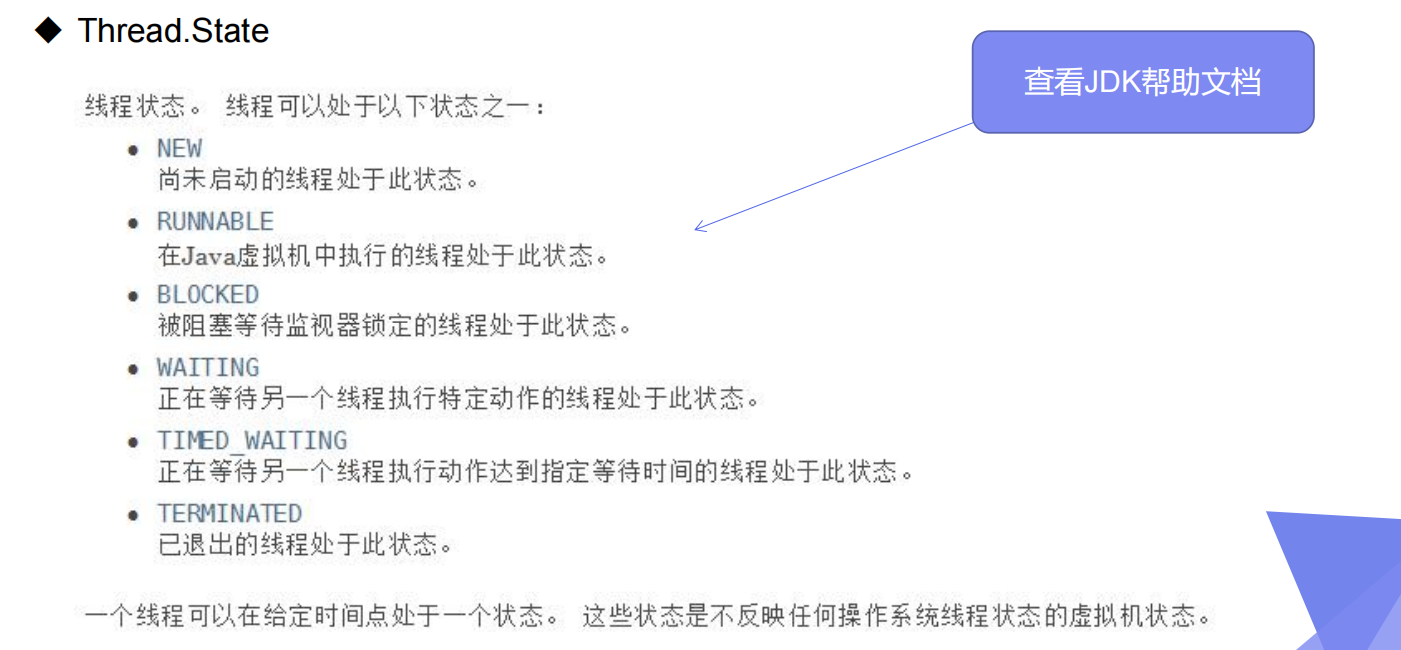 Thread.State
查看JDK帮助文档
线程状态。 线程可以处于以下状态之一：
NEW
尚未启动的线程处于此状态。
RUNNABLE
在Java虚拟机中执行的线程处于此状态。
BLOCKED
被阻塞等待监视器锁定的线程处于此状态。
WAITING
正在等待另一个线程执行特定动作的线程处于此状态。
TIMED_WAITING
正在等待另一个线程执行动作达到指定等待时间的线程处于此状态。
TERMINATED
已退出的线程处于此状态。
一个线程可以在给定时间点处于一个状态。 这些状态是不反映任何操作系统线程状态的虚拟机状态。